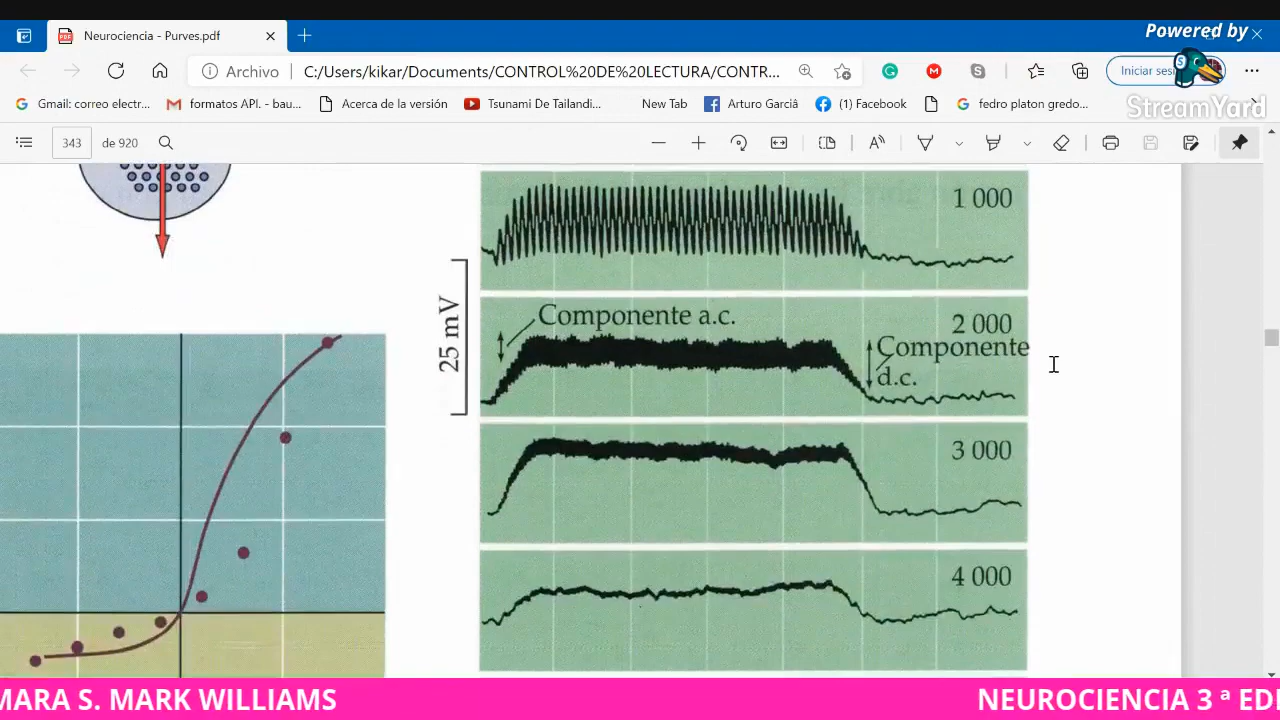 Powered by
Neurociencia - Purves.pdf
Archivo
C:/Users/kikar/Documents/CONTROL%20DE%20LECTURA/CONTR...
Iniciar sesi
StreamYard
Gmail: correo electr...
formatos API. - bau...
Acerca de la versión
Tsunami De Tailandi...
New Tab
Arturo Garciâ
(1) Facebook
fedro platon gredo...
343
de 920
1 000
25 mV
Componente a.c.
2 000
Componente
d.c.
3 000
4 000
MARA S. MARK WILLIAMS
NEUROCIENCIA 3 ª EDI